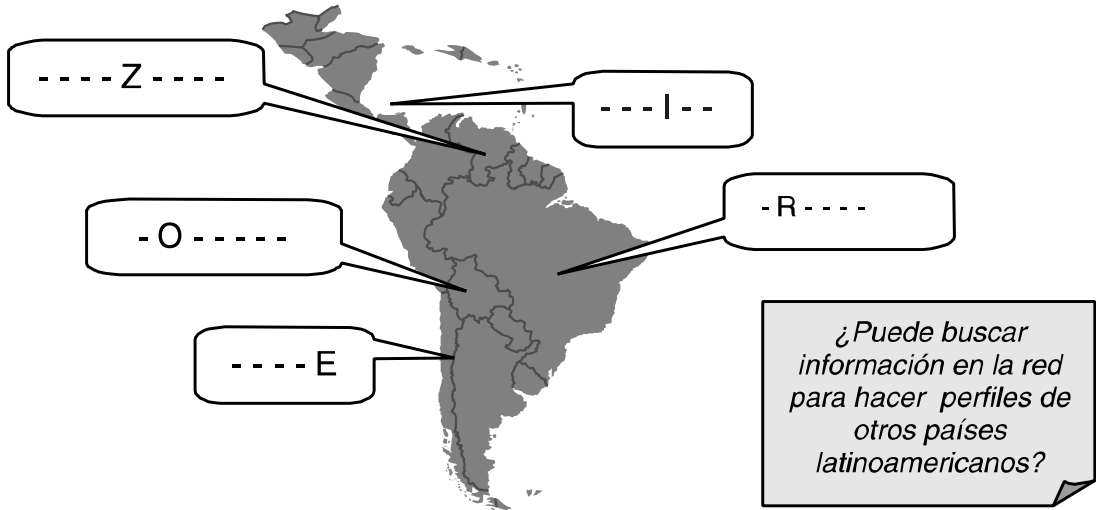 - - - - Z - - - -
- - - I - -
- R - - - -
- O - - - - - -
- - - - E
¿Puede buscar
información en la red
para hacer perfiles de
otros países
latinoamericanos?